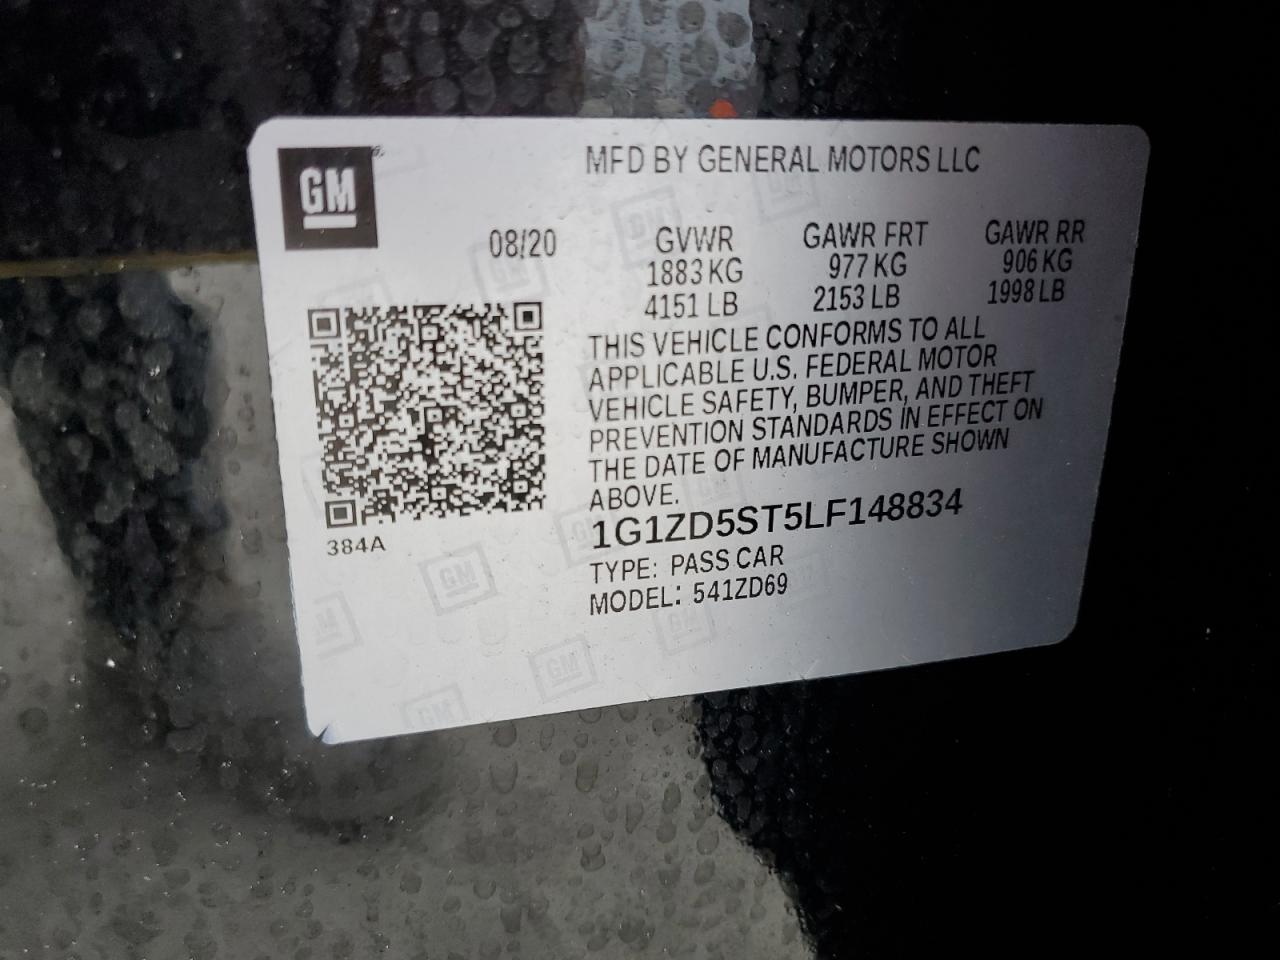 GM
MFD BY GENERAL MOTORS LLC
08/20
GVWR
1883 KG
4151 LB
GAWR FRT
977 KG
2153 LB
GAWR RR
906 KG
1998 LB
THIS VEHICLE CONFORMS TO ALL
APPLICABLE U.S. FEDERAL MOTOR
VEHICLE SAFETY, BUMPER, AND THEFT
PREVENTION STANDARDS IN EFFECT ON
THE DATE OF MANUFACTURE SHOWN
ABOVE.
1G1ZD5ST5LF148834
TYPE: PASS CAR
MODEL: 541ZD69
384A